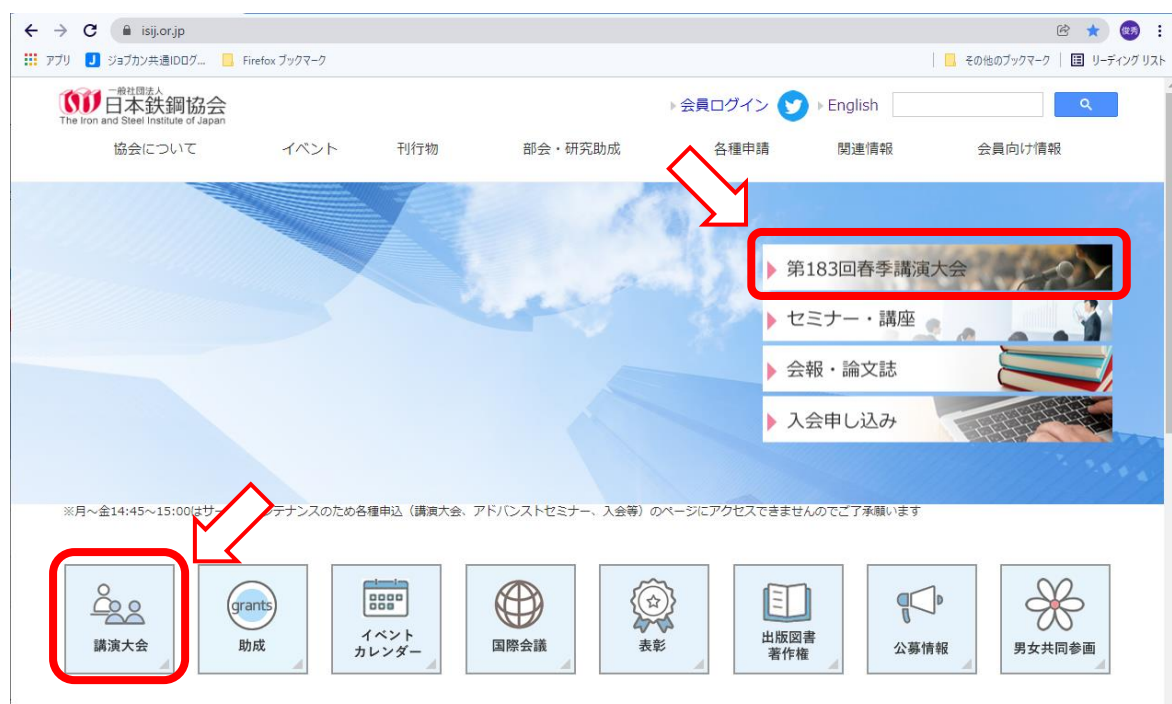 isij.or.jp
俊秀
アプリ ジョブカン共通IDログ... Firefox ブックマーク その他のブックマーク リーディング リスト
一般社団法人
日本鉄鋼協会
The Iron and Steel Institute of Japan
会員ログイン English
協会について イベント 刊行物 部会・研究助成 各種申請 関連情報 会員向け情報
第183回春季講演大会
セミナー・講座
会報・論文誌
入会申し込み
※月～金14:45～15:00はサー テナンスのため各種申込（講演大会、アドバンストセミナー、入会等）のページにアクセスできませんのでご了承願います
講演大会
grants
助成
イベント
カレンダー
国際会議
表彰
出版図書
著作権
公募情報
男女共同参画